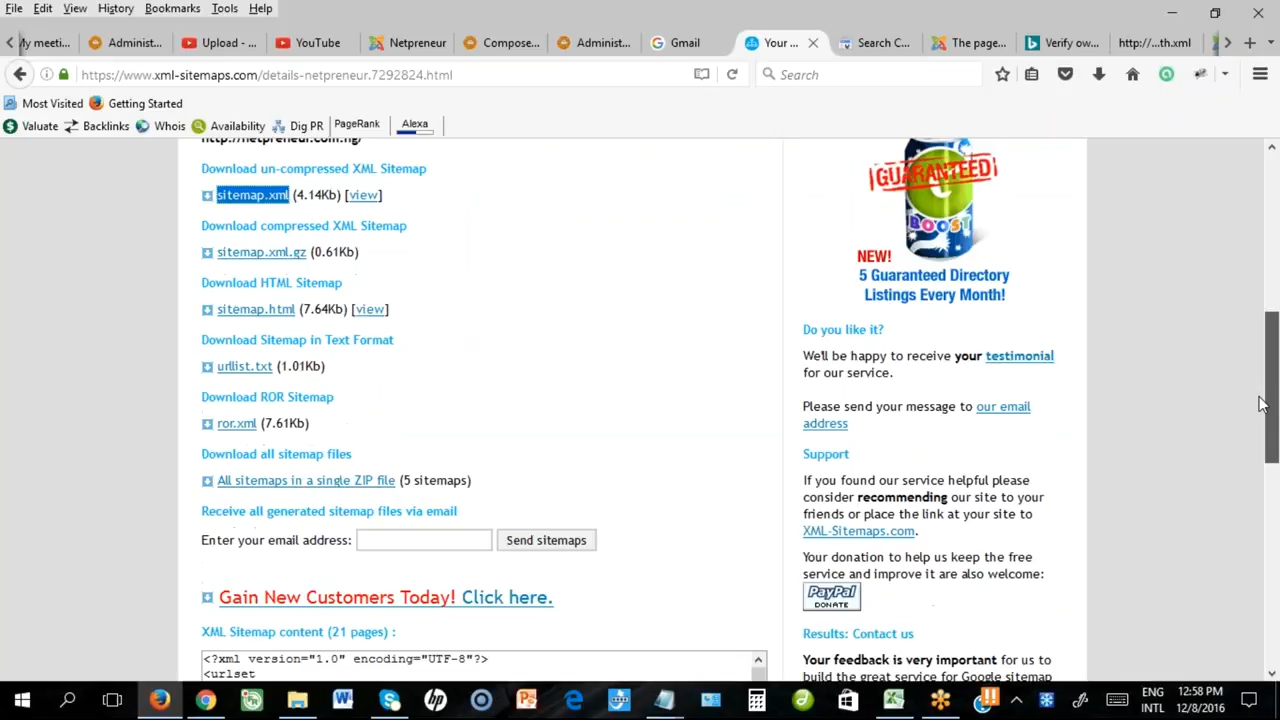 File Edit View History Bookmarks Tools Help
My meeti... Administ... Upload - ... YouTube Netpreneur Compose... Administ... Gmail Your ... Search C... The page... Verify ow... http://...th.xml
https://www.xml-sitemaps.com/details-netpreneur.7292824.html Search
Most Visited Getting Started
Valuate Backlinks Whois Availability Dig PR PageRank Alexa
http://netpreneur.com.ng/
Download un-compressed XML Sitemap
sitemap.xml (4.14Kb) [view]
Download compressed XML Sitemap
sitemap.xml.gz (0.61Kb)
Download HTML Sitemap
sitemap.html (7.64Kb) [view]
Download Sitemap in Text Format
urllist.txt (1.01Kb)
Download ROR Sitemap
ror.xml (7.61Kb)
Download all sitemap files
All sitemaps in a single ZIP file (5 sitemaps)
Receive all generated sitemap files via email
Enter your email address: Send sitemaps
Gain New Customers Today! Click here.
XML Sitemap content (21 pages) :
<?xml version="1.0" encoding="UTF-8"?>
<urlset
GUARANTEED
BOOST
NEW!
5 Guaranteed Directory
Listings Every Month!
Do you like it?
We'll be happy to receive your testimonial
for our service.
Please send your message to our email
address
Support
If you found our service helpful please
consider recommending our site to your
friends or place the link at your site to
XML-Sitemaps.com.
Your donation to help us keep the free
service and improve it are also welcome:
PayPal
DONATE
Results: Contact us
Your feedback is very important for us to
build the great service for Google sitemap
ENG 12:58 PM
INTL 12/8/2016